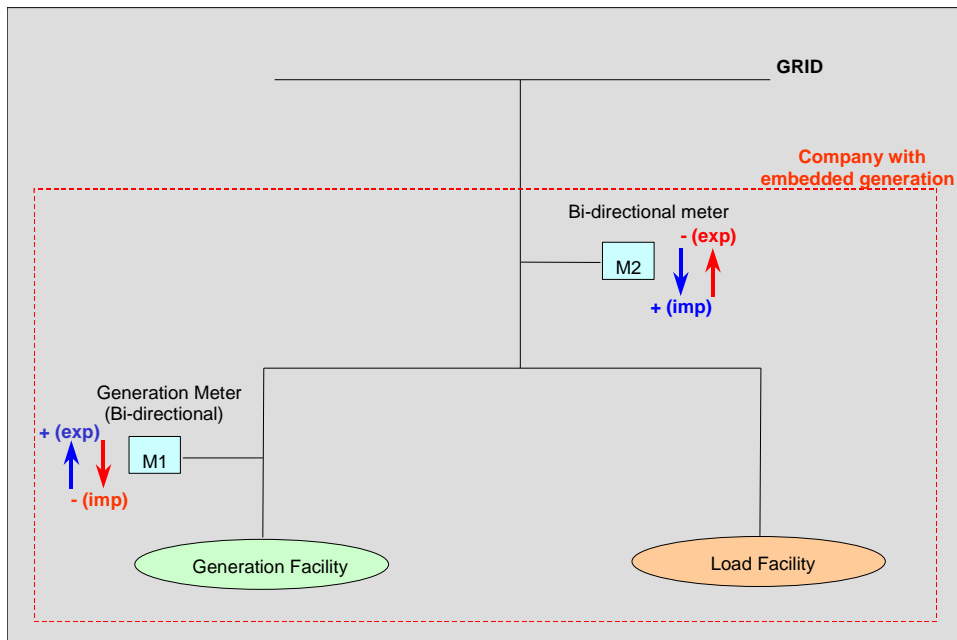 GRID
Company with
embedded generation
Bi-directional meter
- (exp)
M2
+ (imp)
Generation Meter
(Bi-directional)
+ (exp)
M1
- (imp)
Generation Facility
Load Facility